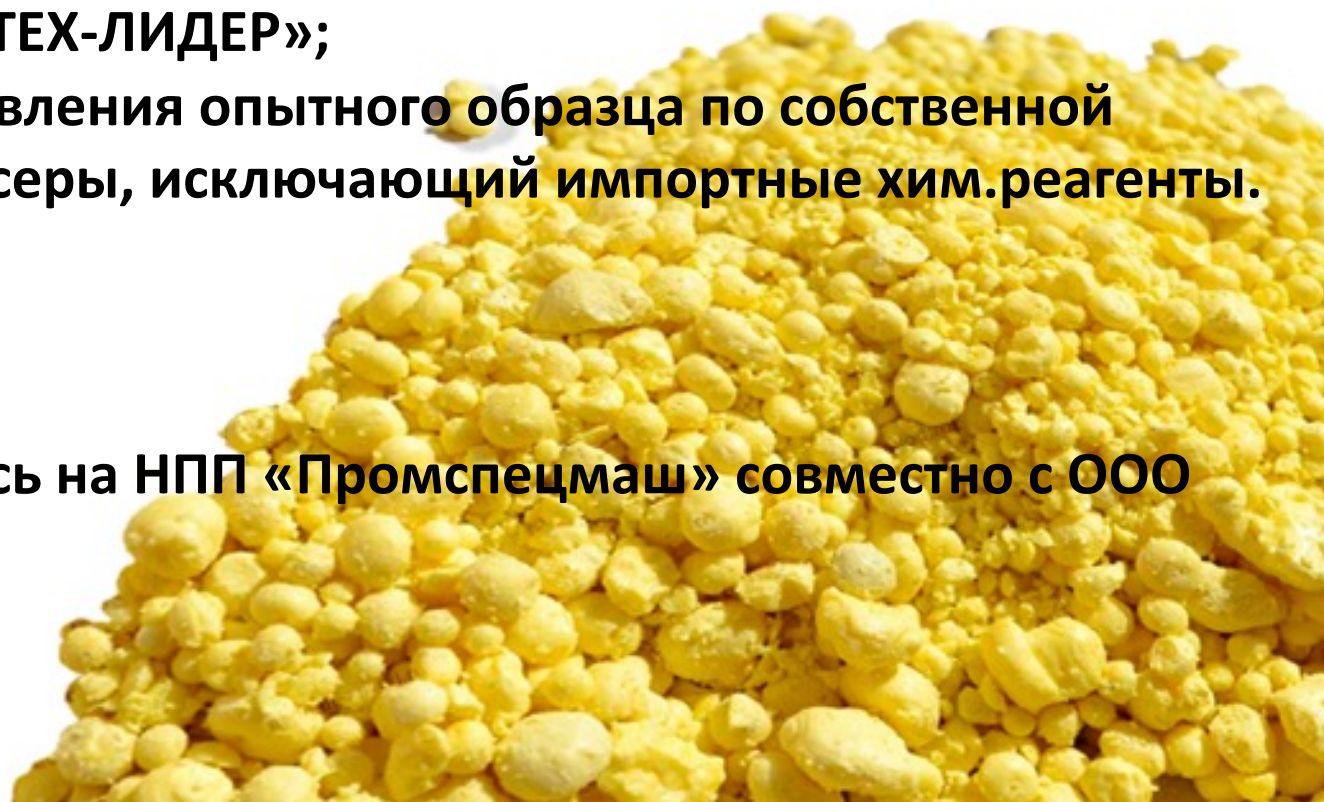 ТЕХ-ЛИДЕР»;
вления опытного образца по собственной
серы, исключающий импортные хим.реагенты.
сь на НПП «Промспецмаш» совместно с ООО